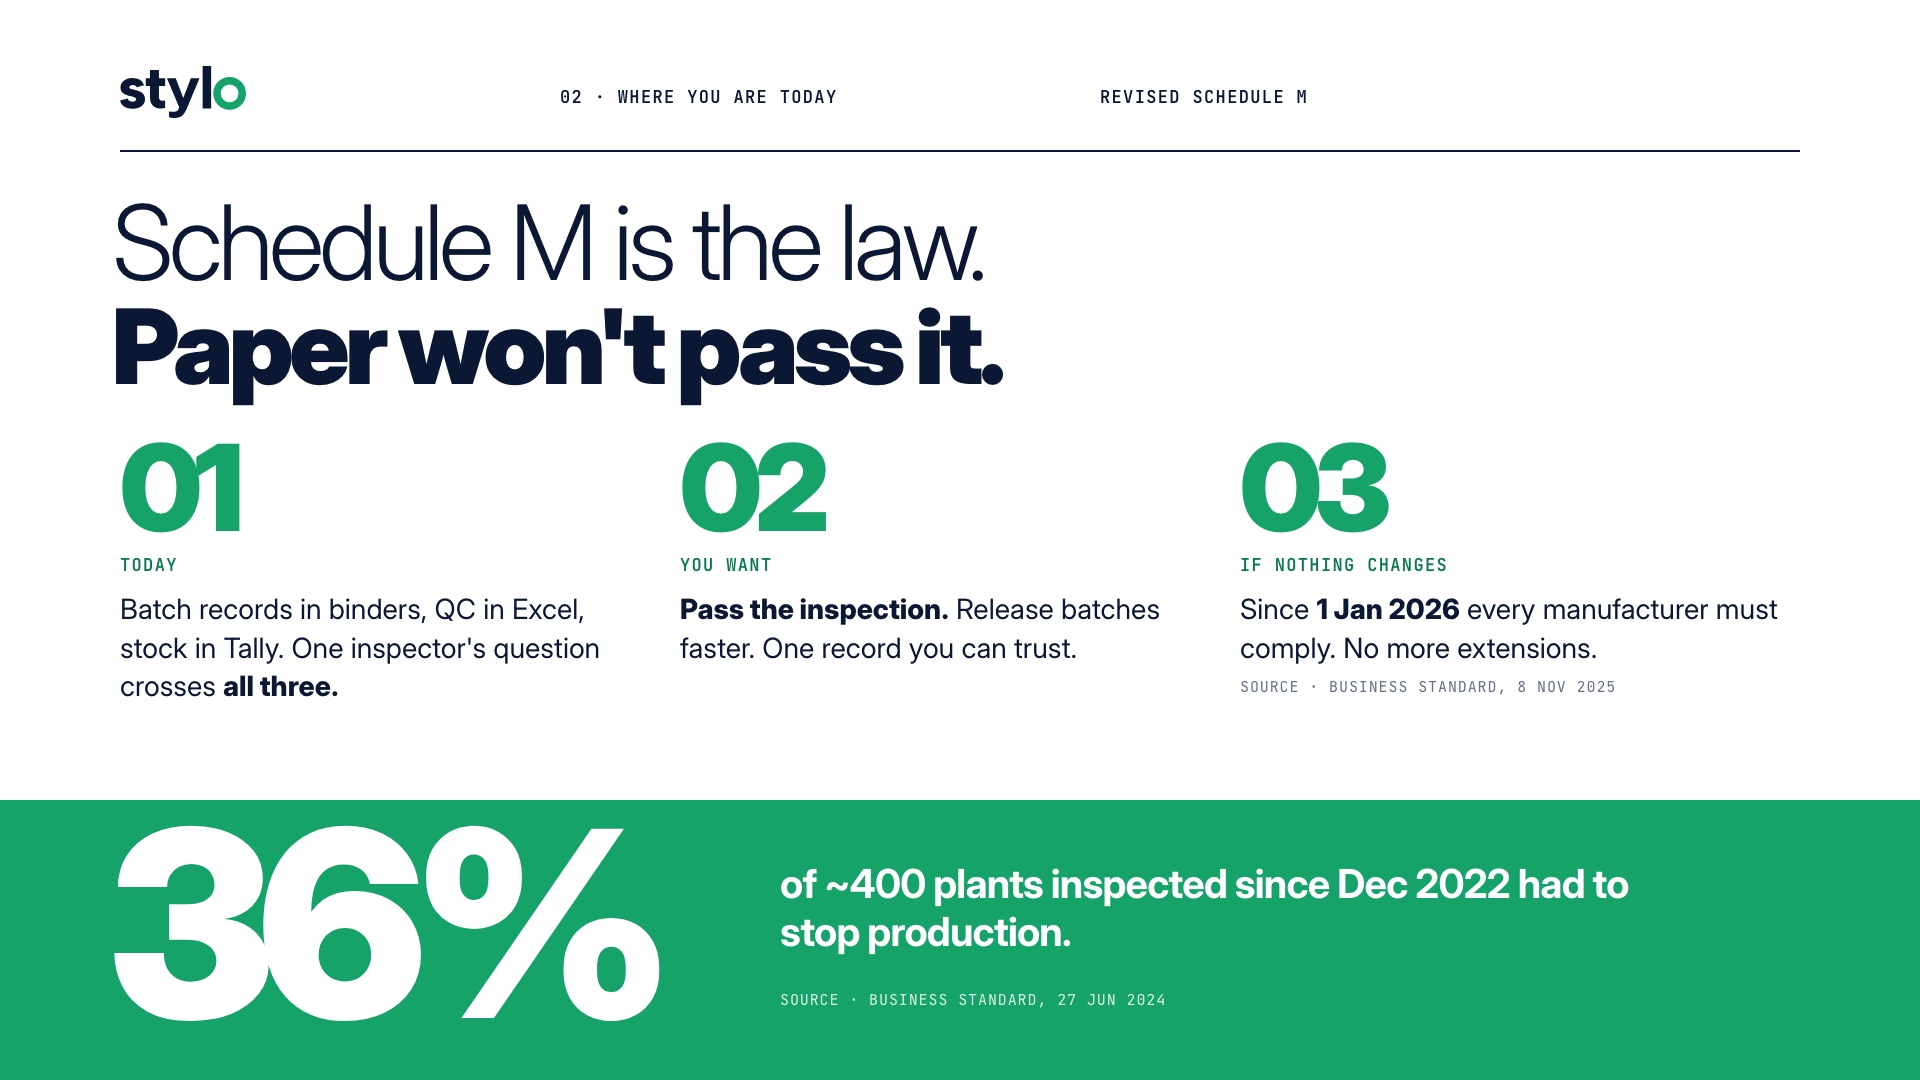 stylo
02 · WHERE YOU ARE TODAY
REVISED SCHEDULE M
Schedule M is the law.
Paper won't pass it.
01
TODAY
Batch records in binders, QC in Excel,
stock in Tally. One inspector's question
crosses all three.
02
YOU WANT
Pass the inspection. Release batches
faster. One record you can trust.
03
IF NOTHING CHANGES
Since 1 Jan 2026 every manufacturer must
comply. No more extensions.
SOURCE · BUSINESS STANDARD, 8 NOV 2025
36%
of ~400 plants inspected since Dec 2022 had to
stop production.
SOURCE · BUSINESS STANDARD, 27 JUN 2024